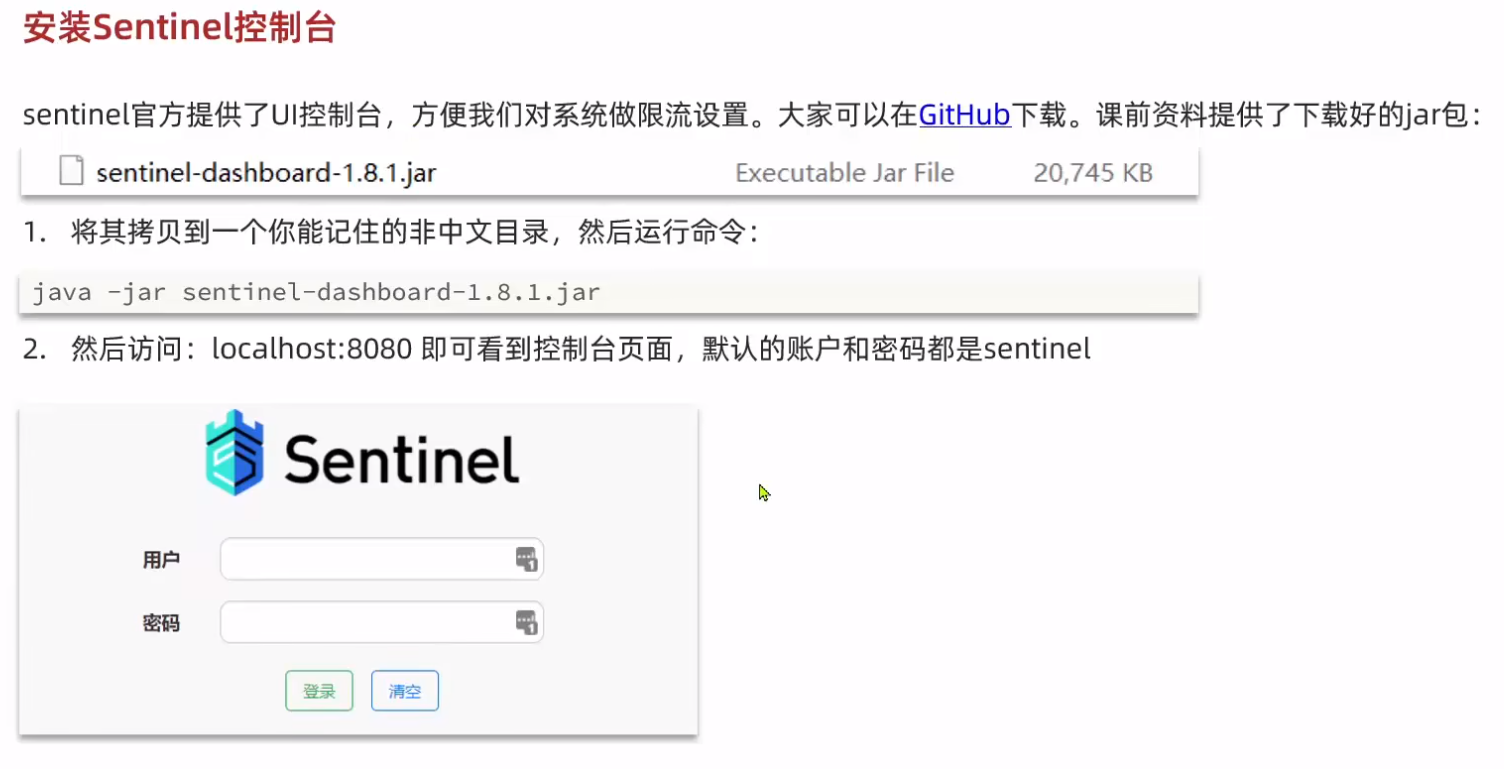 安装Sentinel控制台
sentinel官方提供了UI控制台，方便我们对系统做限流设置。大家可以在GitHub下载。课前资料提供了下载好的jar包：
sentinel-dashboard-1.8.1.jar Executable Jar File 20,745 KB
1. 将其拷贝到一个你能记住的非中文目录，然后运行命令：
java -jar sentinel-dashboard-1.8.1.jar
2. 然后访问：localhost:8080 即可看到控制台页面，默认的账户和密码都是sentinel
Sentinel
用户
密码
登录 清空